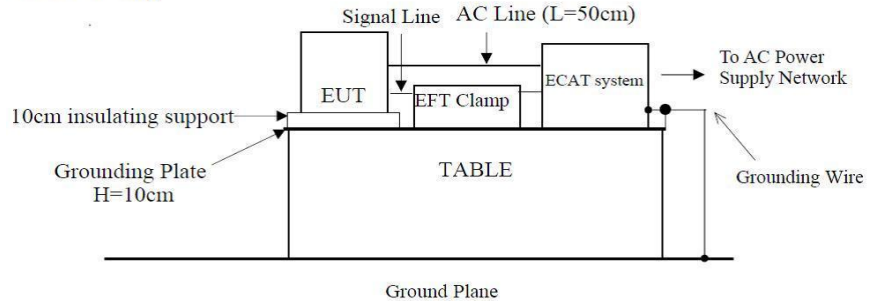 Signal Line
AC Line (L=50cm)
To AC Power
Supply Network
ECAT system
EUT
EFT Clamp
10cm insulating support
Grounding Plate
H=10cm
TABLE
Grounding Wire
Ground Plane